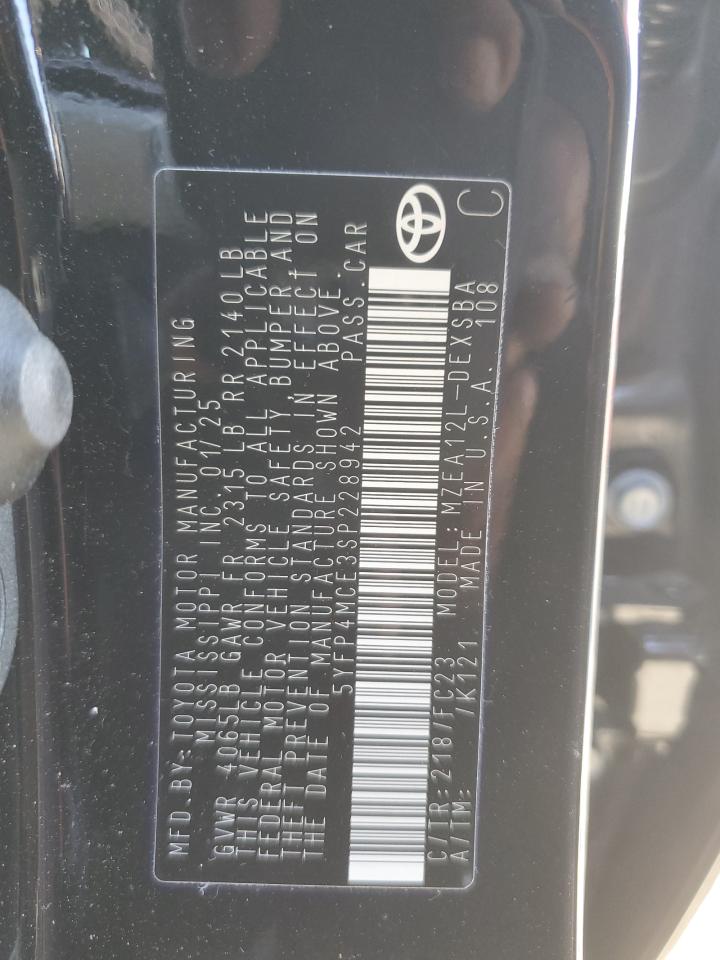 MFD.BY:TOYOTA MOTOR MANUFACTURING
MISSISSIPPI INC. 01/25
GVWR 4065LB GAWR FR 2315 LB RR 2140LB
THIS VEHICLE CONFORMS TO ALL APPLICABLE
FEDERAL MOTOR VEHICLE SAFETY, BUMPER, AND
THEFT PREVENTION STANDARDS IN EFFECT ON
THE DATE OF MANUFACTURE SHOWN ABOVE.
5YFP4MCE3SP228942 PASS.CAR
C/TR:218 /FC23 MODEL:MZEA12L-DEXSBA
A/TM: /K121 MADE IN U.S.A. 108
C